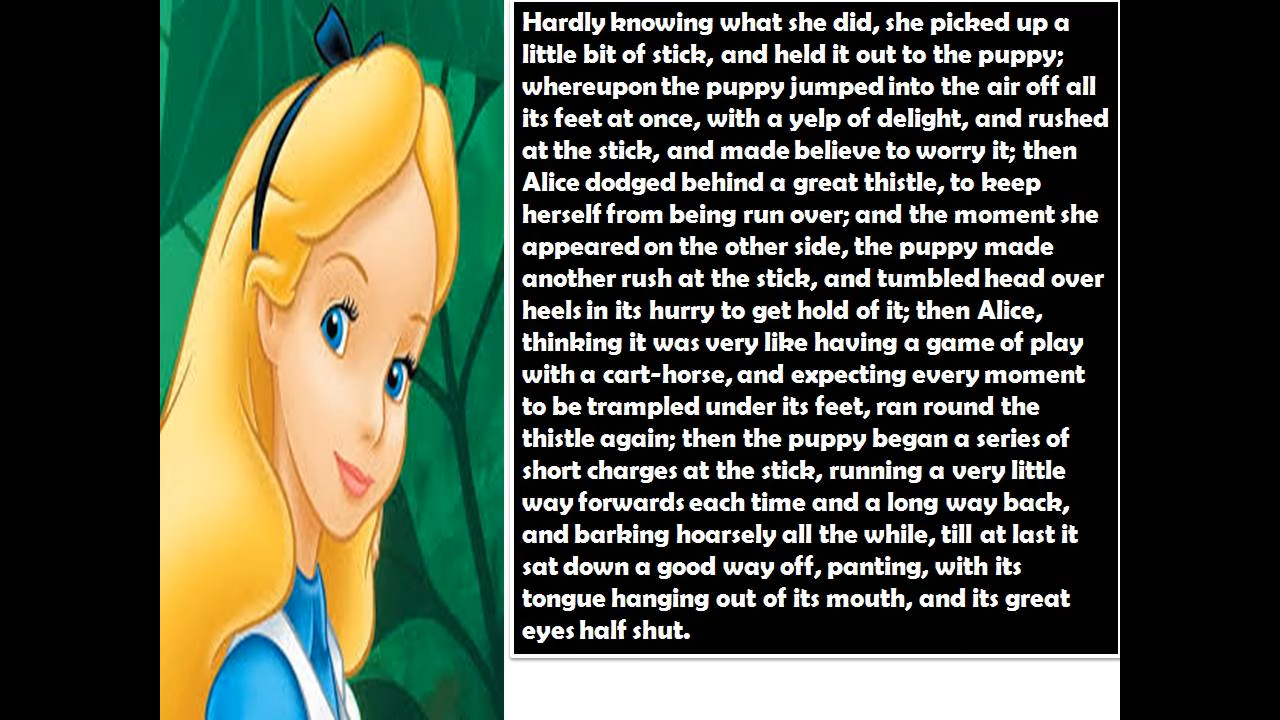 Hardly knowing what she did, she picked up a
little bit of stick, and held it out to the puppy;
whereupon the puppy jumped into the air off all
its feet at once, with a yelp of delight, and rushed
at the stick, and made believe to worry it; then
Alice dodged behind a great thistle, to keep
herself from being run over; and the moment she
appeared on the other side, the puppy made
another rush at the stick, and tumbled head over
heels in its hurry to get hold of it; then Alice,
thinking it was very like having a game of play
with a cart-horse, and expecting every moment
to be trampled under its feet, ran round the
thistle again; then the puppy began a series of
short charges at the stick, running a very little
way forwards each time and a long way back,
and barking hoarsely all the while, till at last it
sat down a good way off, panting, with its
tongue hanging out of its mouth, and its great
eyes half shut.